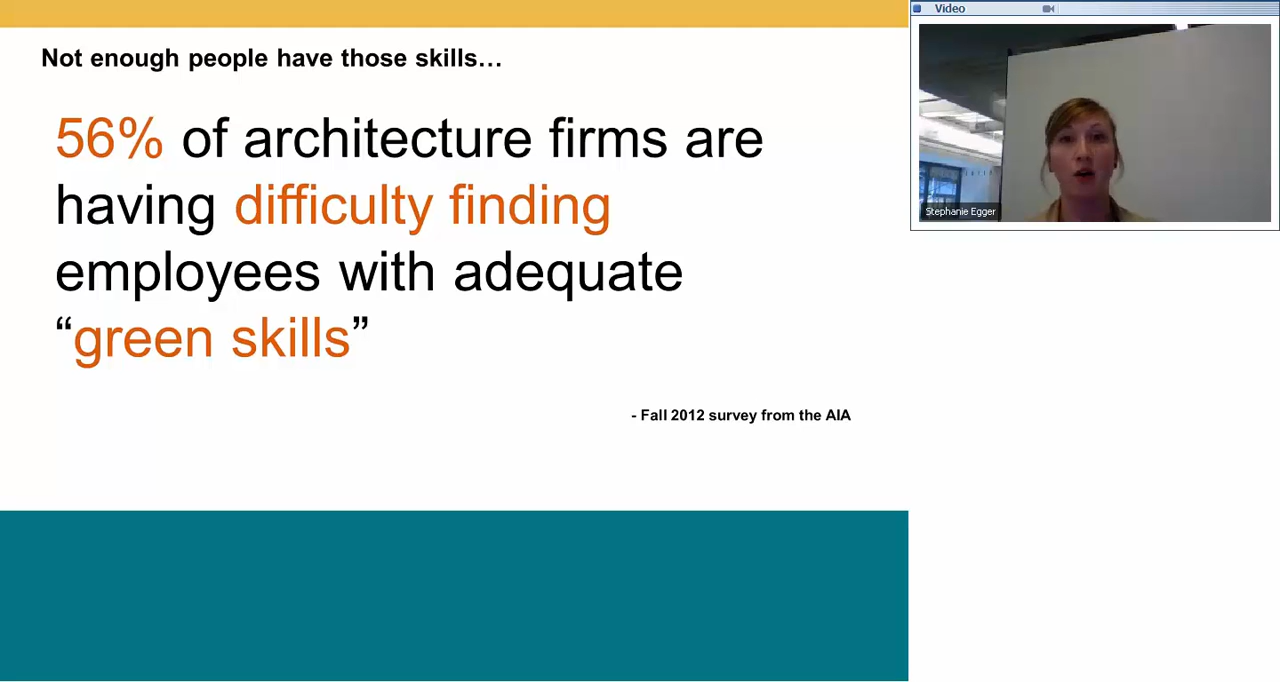 Not enough people have those skills…
56% of architecture firms are
having difficulty finding
employees with adequate
“green skills”
- Fall 2012 survey from the AIA
Video
Stephanie Egger